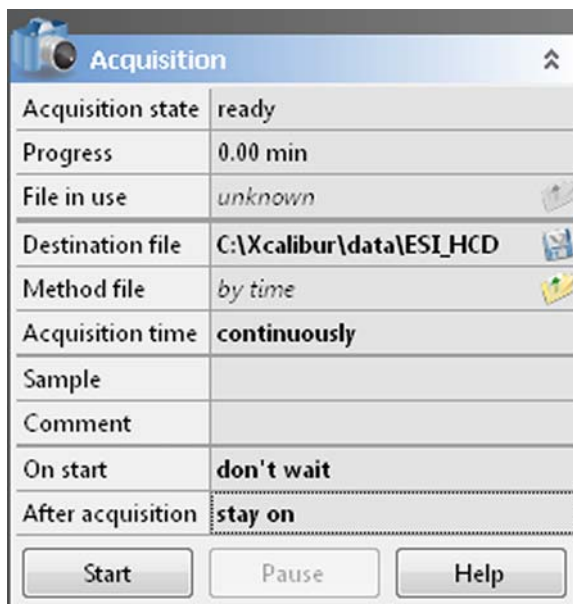 Acquisition
Acquisition state ready
Progress 0.00 min
File in use unknown
Destination file C:\Xcalibur\data\ESI_HCD
Method file by time
Acquisition time continuously
Sample
Comment
On start don't wait
After acquisition stay on
Start Pause Help